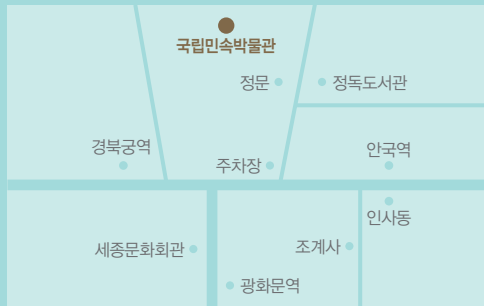 국립민속박물관
정문
정독도서관
경복궁역
주차장
안국역
인사동
세종문화회관
조계사
광화문역